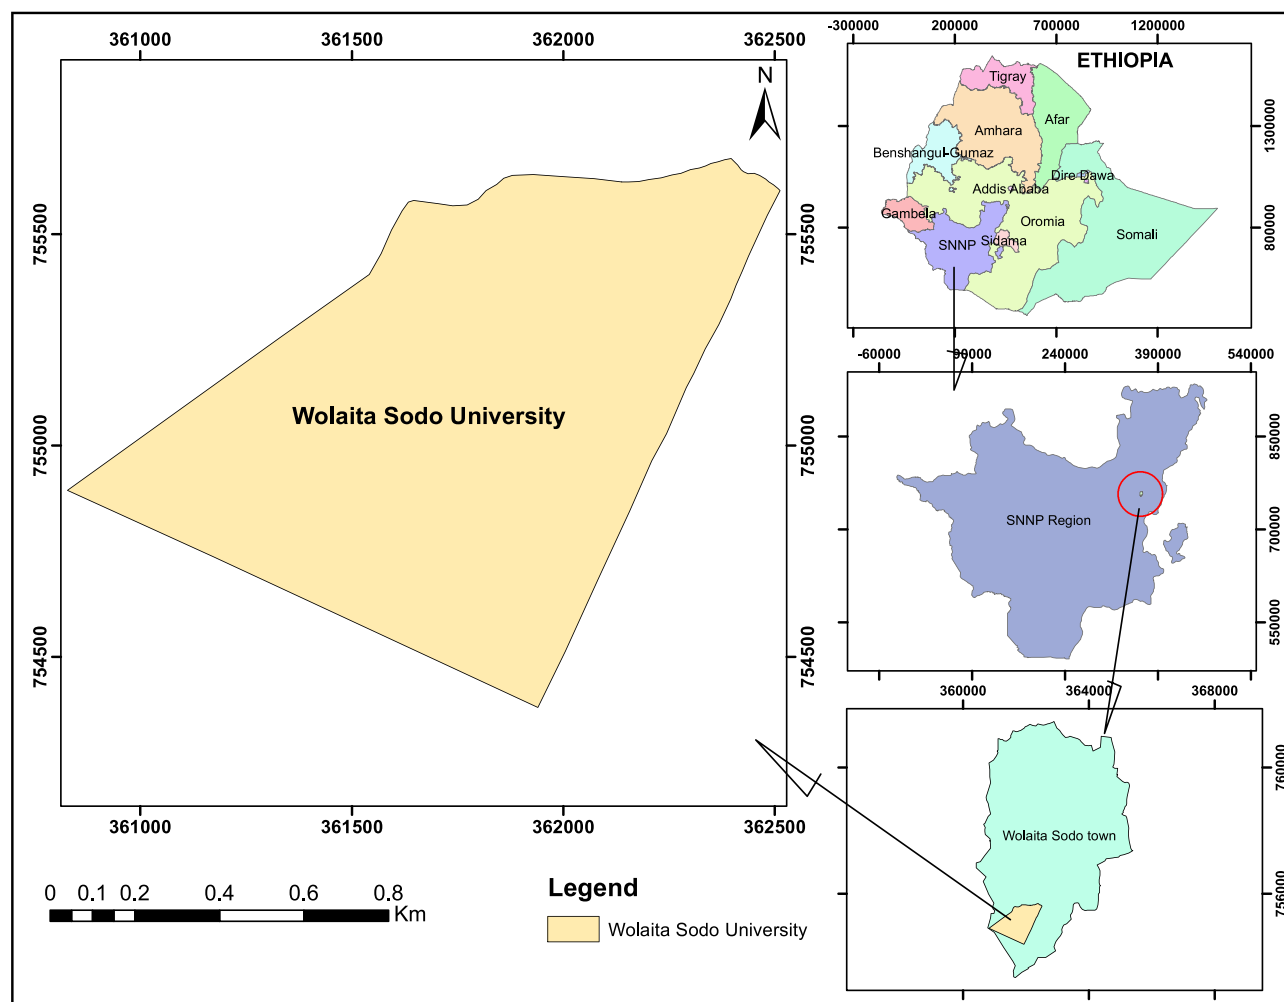 361000 361500 362000 362500
N
755500
755000
754500
755500
755000
754500
Wolaita Sodo University
361000 361500 362000 362500
0 0.1 0.2 0.4 0.6 0.8
Km
Legend
Wolaita Sodo University
-300000 200000 700000 1200000
ETHIOPIA
Tigray
Afar
Amhara
Benshangul-Gumaz
Dire Dawa
Addis Ababa
Gambela
Oromia
Sidama
SNNP
Somali
1300000
800000
-60000 90000 240000 390000 540000
SNNP Region
850000
700000
550000
360000 364000 368000
Wolaita Sodo town
760000
756000